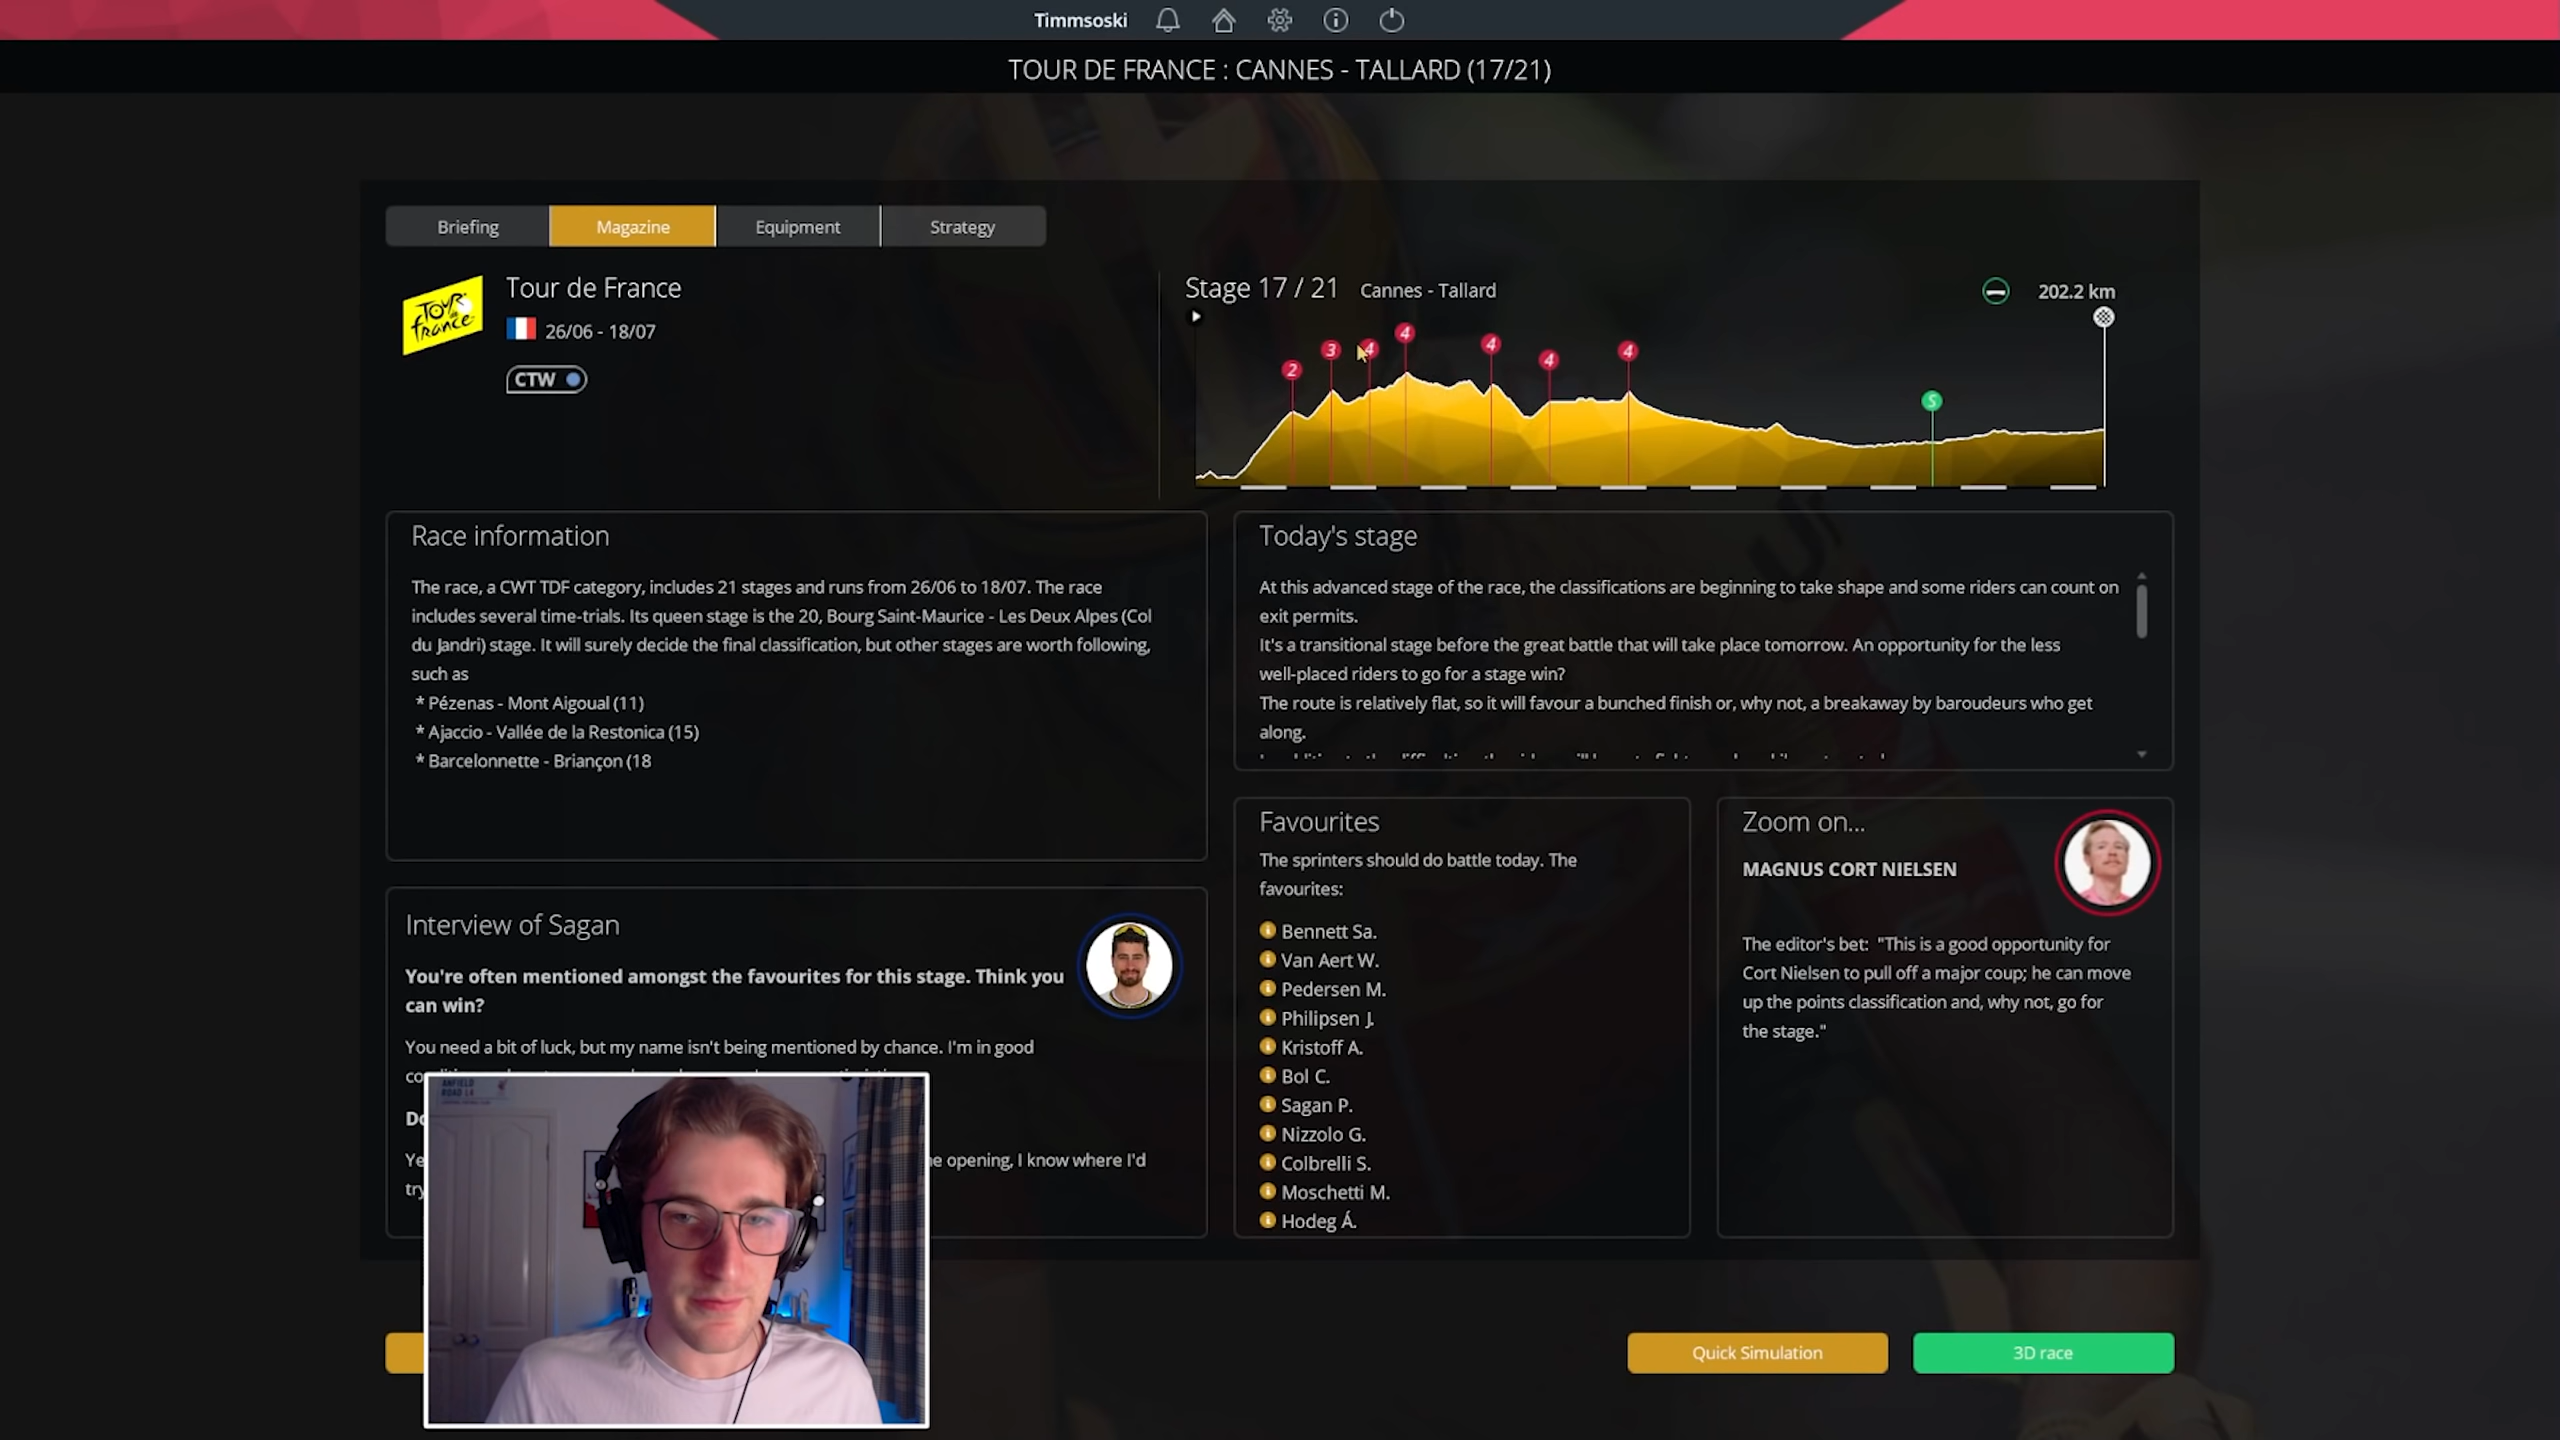 Timmsoski
TOUR DE FRANCE : CANNES - TALLARD (17/21)
Briefing
Magazine
Equipment
Strategy
TOUR de france
Tour de France
26/06 - 18/07
CTW
Stage 17 / 21
Cannes - Tallard
202.2 km
2
3
4
4
4
4
4
S
Race information
The race, a CWT TDF category, includes 21 stages and runs from 26/06 to 18/07. The race
includes several time-trials. Its queen stage is the 20, Bourg Saint-Maurice - Les Deux Alpes (Col
du Jandri) stage. It will surely decide the final classification, but other stages are worth following,
such as
* Pézenas - Mont Aigoual (11)
* Ajaccio - Vallée de la Restonica (15)
* Barcelonnette - Briançon (18
Today's stage
At this advanced stage of the race, the classifications are beginning to take shape and some riders can count on
exit permits.
It's a transitional stage before the great battle that will take place tomorrow. An opportunity for the less
well-placed riders to go for a stage win?
The route is relatively flat, so it will favour a bunched finish or, why not, a breakaway by baroudeurs who get
along.
Interview of Sagan
You're often mentioned amongst the favourites for this stage. Think you
can win?
You need a bit of luck, but my name isn't being mentioned by chance. I'm in good
opening, I know where I'd
ANFIELD
ROAD L4
Favourites
The sprinters should do battle today. The
favourites:
Bennett Sa.
Van Aert W.
Pedersen M.
Philipsen J.
Kristoff A.
Bol C.
Sagan P.
Nizzolo G.
Colbrelli S.
Moschetti M.
Hodeg Á.
Zoom on...
MAGNUS CORT NIELSEN
The editor's bet: "This is a good opportunity for
Cort Nielsen to pull off a major coup; he can move
up the points classification and, why not, go for
the stage."
Quick Simulation
3D race